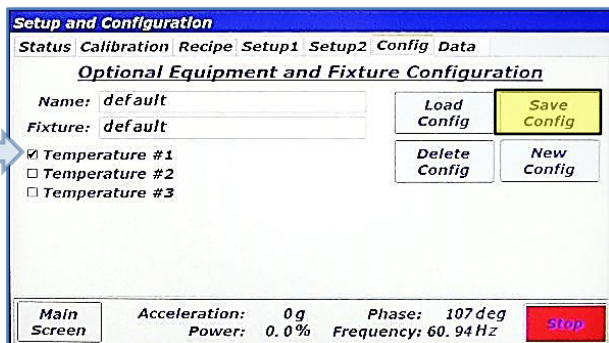 Setup and Configuration
Status Calibration Recipe Setup1 Setup2 Config Data
Optional Equipment and Fixture Configuration
Name: default
Fixture: default
Load Config
Save Config
Temperature #1
Temperature #2
Temperature #3
Delete Config
New Config
Main Screen
Acceleration: 0 g
Phase: 107 deg
Power: 0.0%
Frequency: 60.94 Hz
Stop